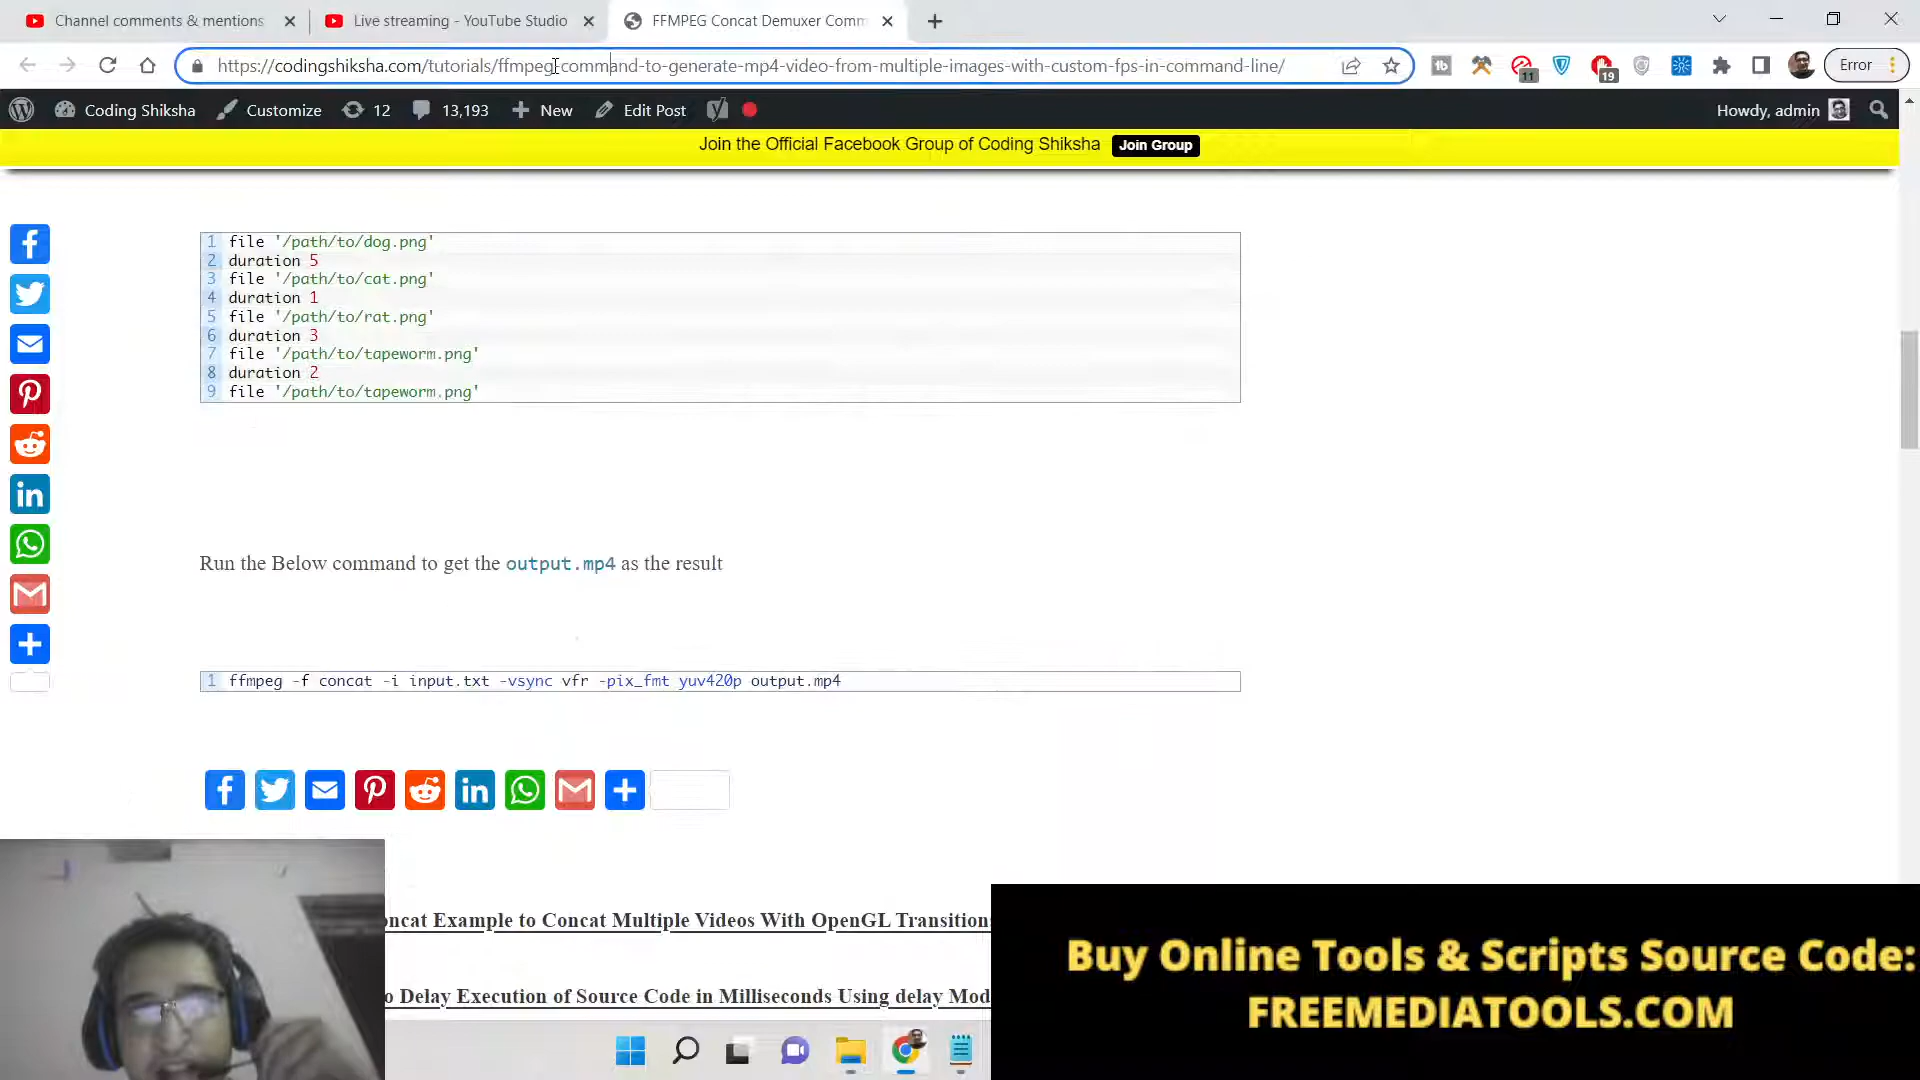 Channel comments & mentions
Live streaming - YouTube Studio
FFMPEG Concat Demuxer Comm
https://codingshiksha.com/tutorials/ffmpeg-command-to-generate-mp4-video-from-multiple-images-with-custom-fps-in-command-line/
11
19
Error
Coding Shiksha
Customize
12
13,193
New
Edit Post
Howdy, admin
Join the Official Facebook Group of Coding Shiksha
Join Group
1 file '/path/to/dog.png'
2 duration 5
3 file '/path/to/cat.png'
4 duration 1
5 file '/path/to/rat.png'
6 duration 3
7 file '/path/to/tapeworm.png'
8 duration 2
9 file '/path/to/tapeworm.png'
Run the Below command to get the output.mp4 as the result
1 ffmpeg -f concat -i input.txt -vsync vfr -pix_fmt yuv420p output.mp4
oncat Example to Concat Multiple Videos With OpenGL Transition
o Delay Execution of Source Code in Milliseconds Using delay Mod
Buy Online Tools & Scripts Source Code:
FREEMEDIATOOLS.COM